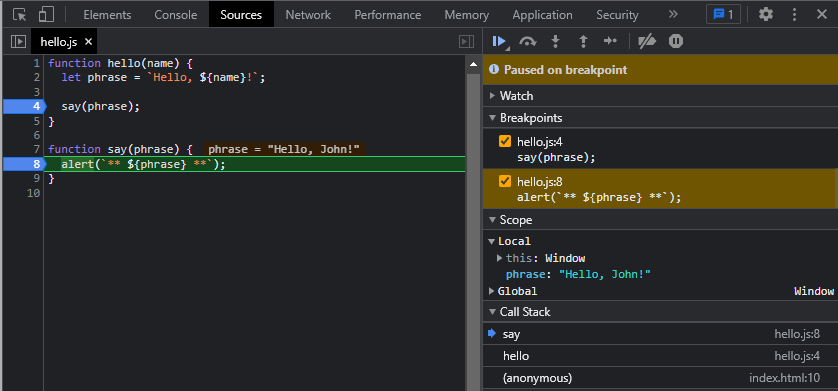 Elements Console Sources Network Performance Memory Application Security » 1
hello.js ×
1 function hello(name) {
2 let phrase = `Hello, ${name}!`;
3
4 say(phrase);
5 }
6
7 function say(phrase) { phrase = "Hello, John!"
8 alert(`** ${phrase} **`);
9 }
10
Paused on breakpoint
Watch
Breakpoints
hello.js:4
say(phrase);
hello.js:8
alert(`** ${phrase} **`);
Scope
Local
this: Window
phrase: "Hello, John!"
Global Window
Call Stack
say hello.js:8
hello hello.js:4
(anonymous) index.html:10